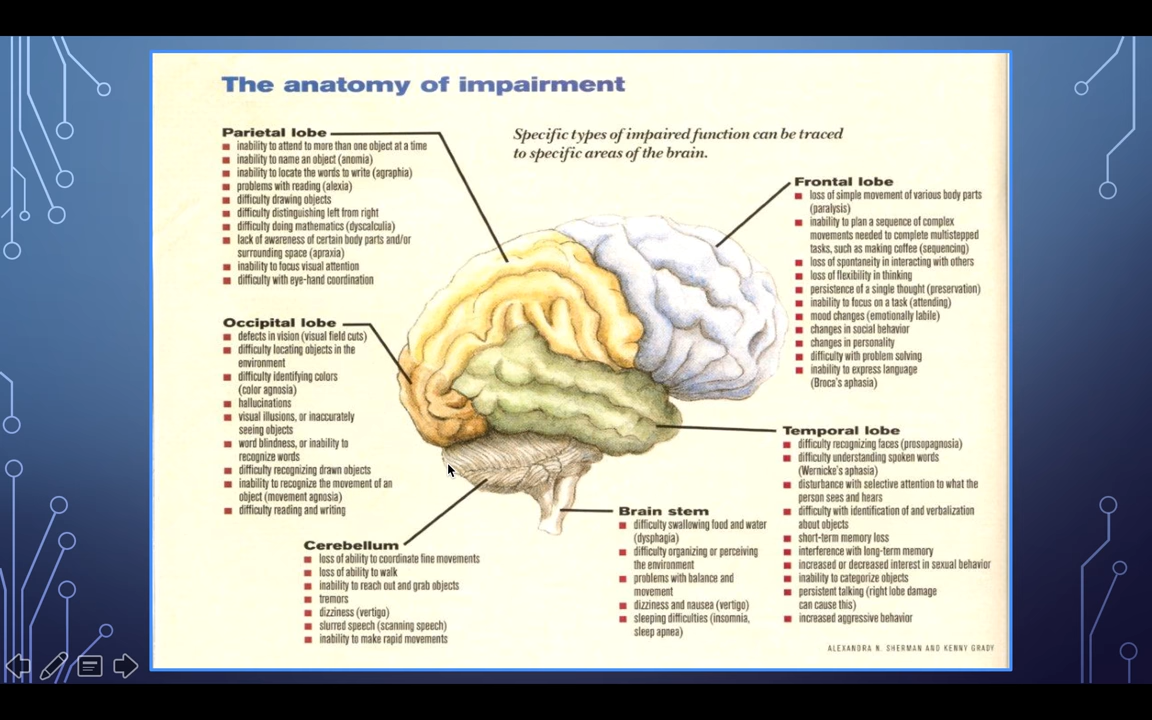 The anatomy of impairment
Specific types of impaired function can be traced
to specific areas of the brain.
Parietal lobe
inability to attend to more than one object at a time
inability to name an object (anomia)
inability to locate the words to write (agraphia)
problems with reading (alexia)
difficulty drawing objects
difficulty distinguishing left from right
difficulty doing mathematics (dyscalculia)
lack of awareness of certain body parts and/or
surrounding space (apraxia)
inability to focus visual attention
difficulty with eye-hand coordination
Occipital lobe
defects in vision (visual field cuts)
difficulty locating objects in the
environment
difficulty identifying colors
(color agnosia)
hallucinations
visual illusions, or inaccurately
seeing objects
word blindness, or inability to
recognize words
difficulty recognizing drawn objects
inability to recognize the movement of an
object (movement agnosia)
difficulty reading and writing
Cerebellum
loss of ability to coordinate fine movements
loss of ability to walk
inability to reach out and grab objects
tremors
dizziness (vertigo)
slurred speech (scanning speech)
inability to make rapid movements
Brain stem
difficulty swallowing food and water
(dysphagia)
difficulty organizing or perceiving
the environment
problems with balance and
movement
dizziness and nausea (vertigo)
sleeping difficulties (insomnia,
sleep apnea)
Frontal lobe
loss of simple movement of various body parts
(paralysis)
inability to plan a sequence of complex
movements needed to complete multistepped
tasks, such as making coffee (sequencing)
loss of spontaneity in interacting with others
loss of flexibility in thinking
persistence of a single thought (preservation)
inability to focus on a task (attending)
mood changes (emotionally labile)
changes in social behavior
changes in personality
difficulty with problem solving
inability to express language
(Broca's aphasia)
Temporal lobe
difficulty recognizing faces (prosopagnosia)
difficulty understanding spoken words
(Wernicke's aphasia)
disturbance with selective attention to what the
person sees and hears
difficulty with identification of and verbalization
about objects
short-term memory loss
interference with long-term memory
increased or decreased interest in sexual behavior
inability to categorize objects
persistent talking (right lobe damage
can cause this)
increased aggressive behavior
ALEXANDRA N. SHERMAN AND KENNY GRADY